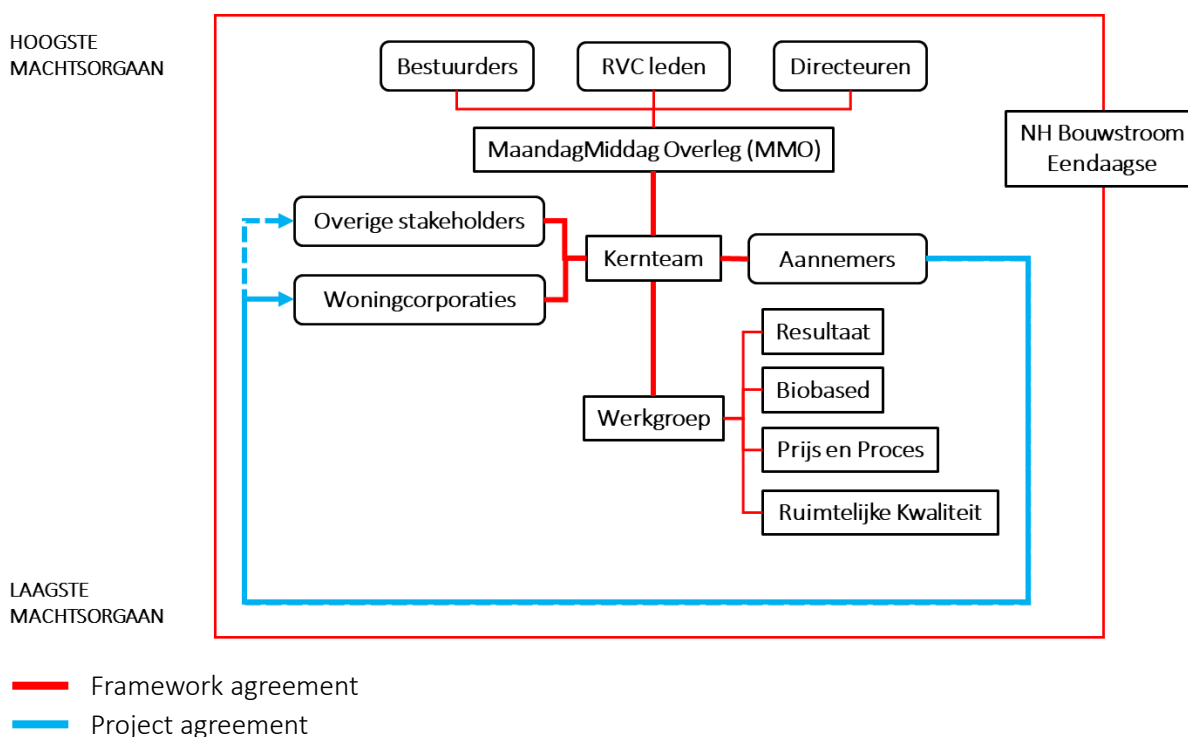 HOOGSTE
MACHTSORGAAN
Bestuurders
RVC leden
Directeuren
NH Bouwstroom
Eendaagse
MaandagMiddag Overleg (MMO)
Overige stakeholders
Kernteam
Aannemers
Woningcorporaties
Resultaat
Biobased
Werkgroep
Prijs en Proces
Ruimtelijke Kwaliteit
LAAGSTE
MACHTSORGAAN
Framework agreement
Project agreement